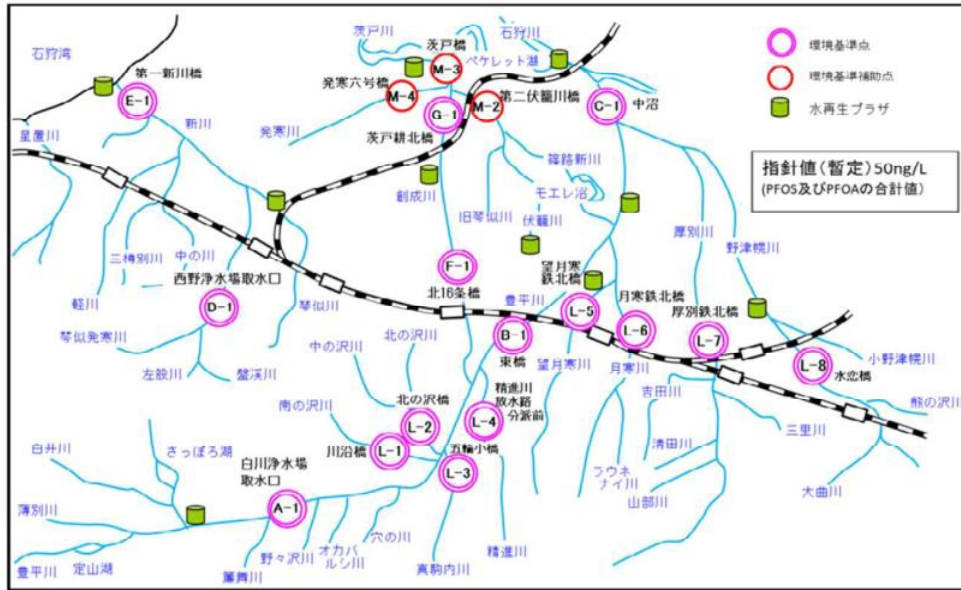 石狩湾
茨戸川
茨戸橋
石狩川
ペケレット湖
環境基準点
第一新川橋
発寒六号橋
M-3
環境基準補助点
E-1
M-4
M-2
第二伏籠川橋
C-1
中沼
G-1
水再生プラザ
星置川
新川
発寒川
茨戸耕北橋
篠路新川
指針値(暫定)50ng/L
(PFOS及びPFOAの合計値)
モエレ沼
創成川
旧琴似川
伏籠川
厚別川
三樽別川
中の川
野津幌川
西野浄水場取水口
F-1
望月寒
鉄北橋
軽川
北16条橋
豊平川
月寒鉄北橋
厚別鉄北橋
D-1
琴似川
L-5
L-6
L-7
琴似発寒川
B-1
東橋
望月寒川
月寒川
小野津幌川
中の沢川
北の沢川
L-8
水恋橋
左股川
盤渓川
吉田川
熊の沢川
精進川
放水路
分派前
南の沢川
北の沢橋
L-2
L-4
三里川
白井川
さっぽろ湖
川沿橋
L-1
五輪小橋
清田川
白川浄水場
取水口
L-3
ラウネ
ナイ川
大曲川
薄別川
A-1
山部川
穴の川
オカバ
ルシ川
野々沢川
精進川
豊平川
定山湖
簾舞川
真駒内川